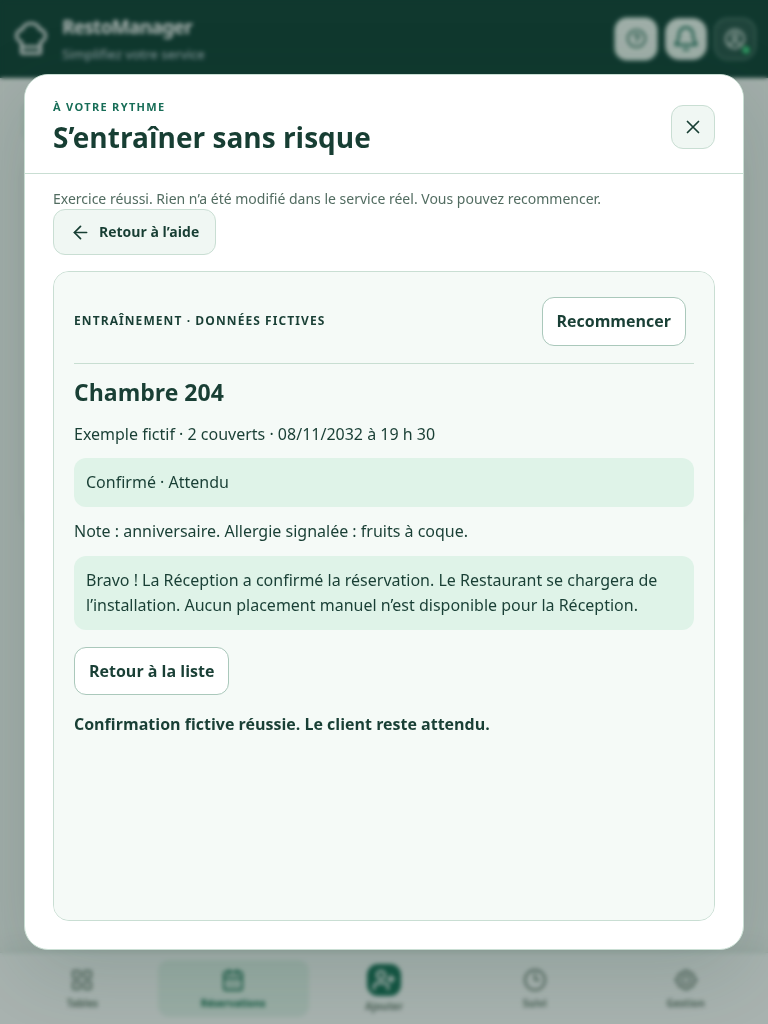 RestoManager
Simplifiez votre service
À VOTRE RYTHME
S’entraîner sans risque
Exercice réussi. Rien n’a été modifié dans le service réel. Vous pouvez recommencer.
Retour à l’aide
ENTRAÎNEMENT · DONNÉES FICTIVES
Recommencer
Chambre 204
Exemple fictif · 2 couverts · 08/11/2032 à 19 h 30
Confirmé · Attendu
Note : anniversaire. Allergie signalée : fruits à coque.
Bravo ! La Réception a confirmé la réservation. Le Restaurant se chargera de
l’installation. Aucun placement manuel n’est disponible pour la Réception.
Retour à la liste
Confirmation fictive réussie. Le client reste attendu.
Tables
Réservations
Ajouter
Suivi
Gestion